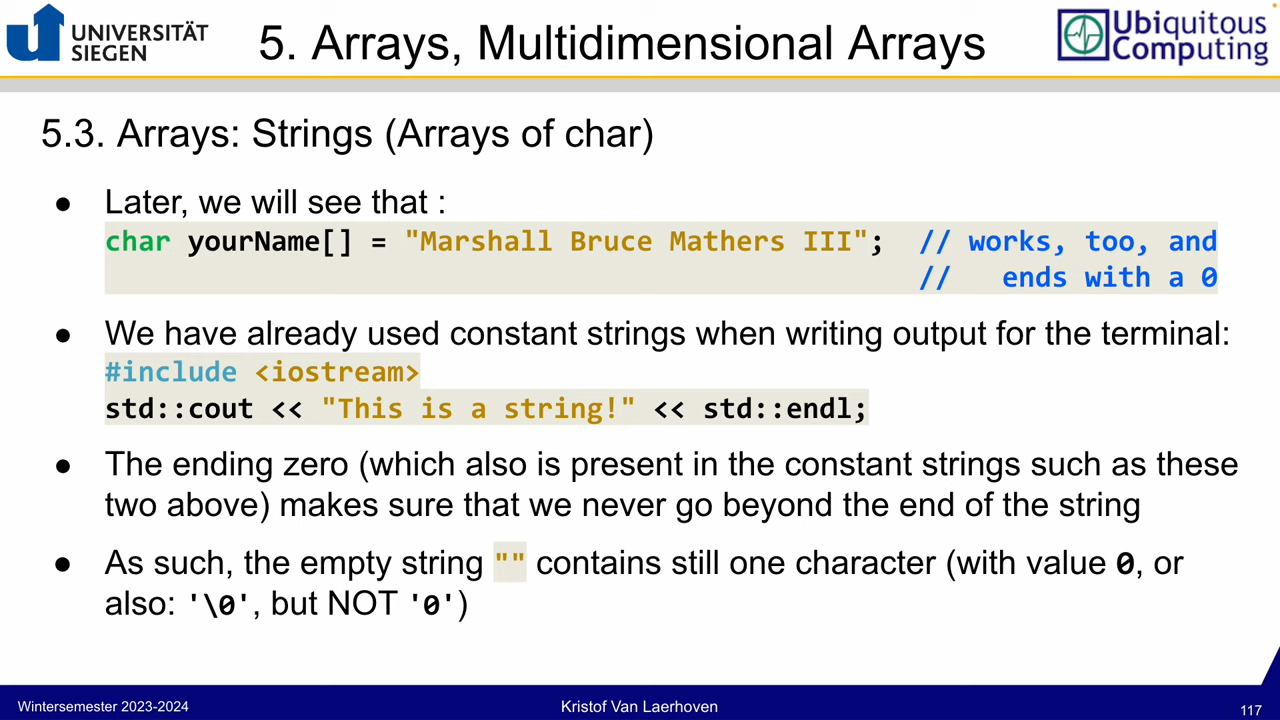 UNIVERSITÄT
SIEGEN
5. Arrays, Multidimensional Arrays
Ubiquitous
Computing
5.3. Arrays: Strings (Arrays of char)
● Later, we will see that :
char yourName[] = "Marshall Bruce Mathers III"; // works, too, and
// ends with a 0
● We have already used constant strings when writing output for the terminal:
#include <iostream>
std::cout << "This is a string!" << std::endl;
● The ending zero (which also is present in the constant strings such as these
two above) makes sure that we never go beyond the end of the string
● As such, the empty string "" contains still one character (with value 0, or
also: '\0', but NOT '0')
Wintersemester 2023-2024
Kristof Van Laerhoven
117